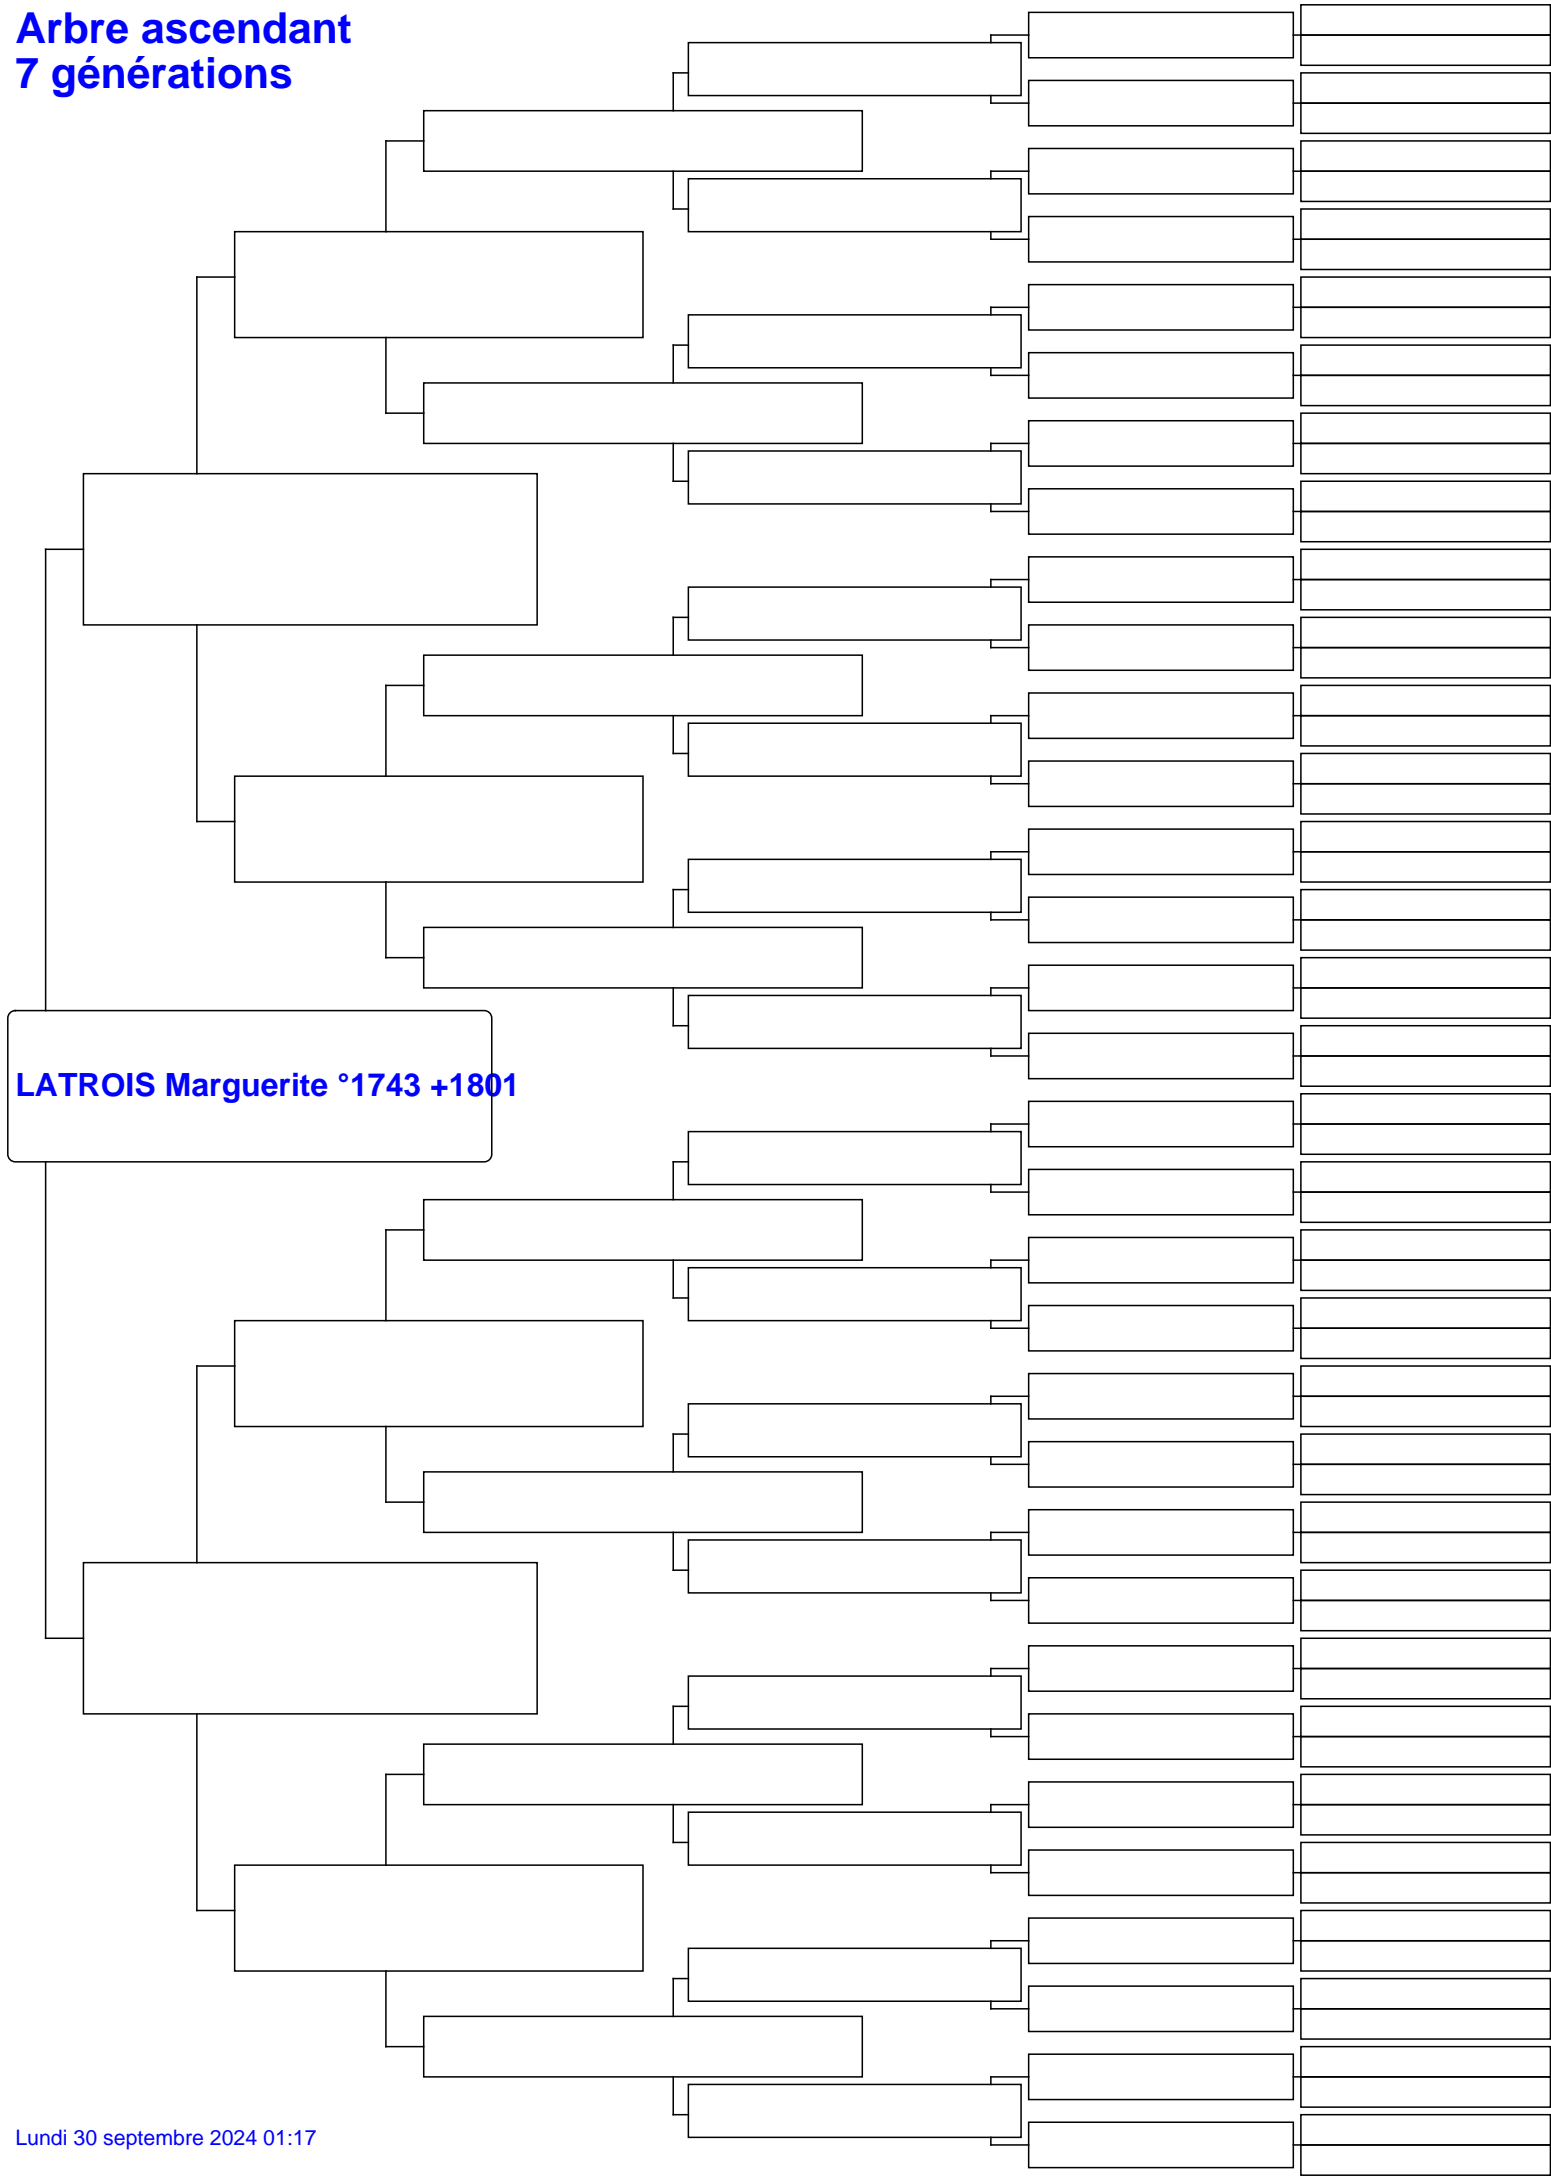 Arbre ascendant
7 générations
LATROIS Marguerite °1743 +1801
Lundi 30 septembre 2024 01:17